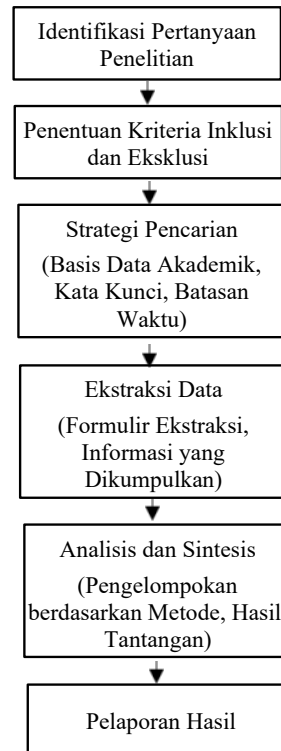 Identifikasi Pertanyaan
Penelitian
Penentuan Kriteria Inklusi
dan Eksklusi
Strategi Pencarian
(Basis Data Akademik,
Kata Kunci, Batasan
Waktu)
Ekstraksi Data
(Formulir Ekstraksi,
Informasi yang
Dikumpulkan)
Analisis dan Sintesis
(Pengelompokan
berdasarkan Metode, Hasil
Tantangan)
Pelaporan Hasil